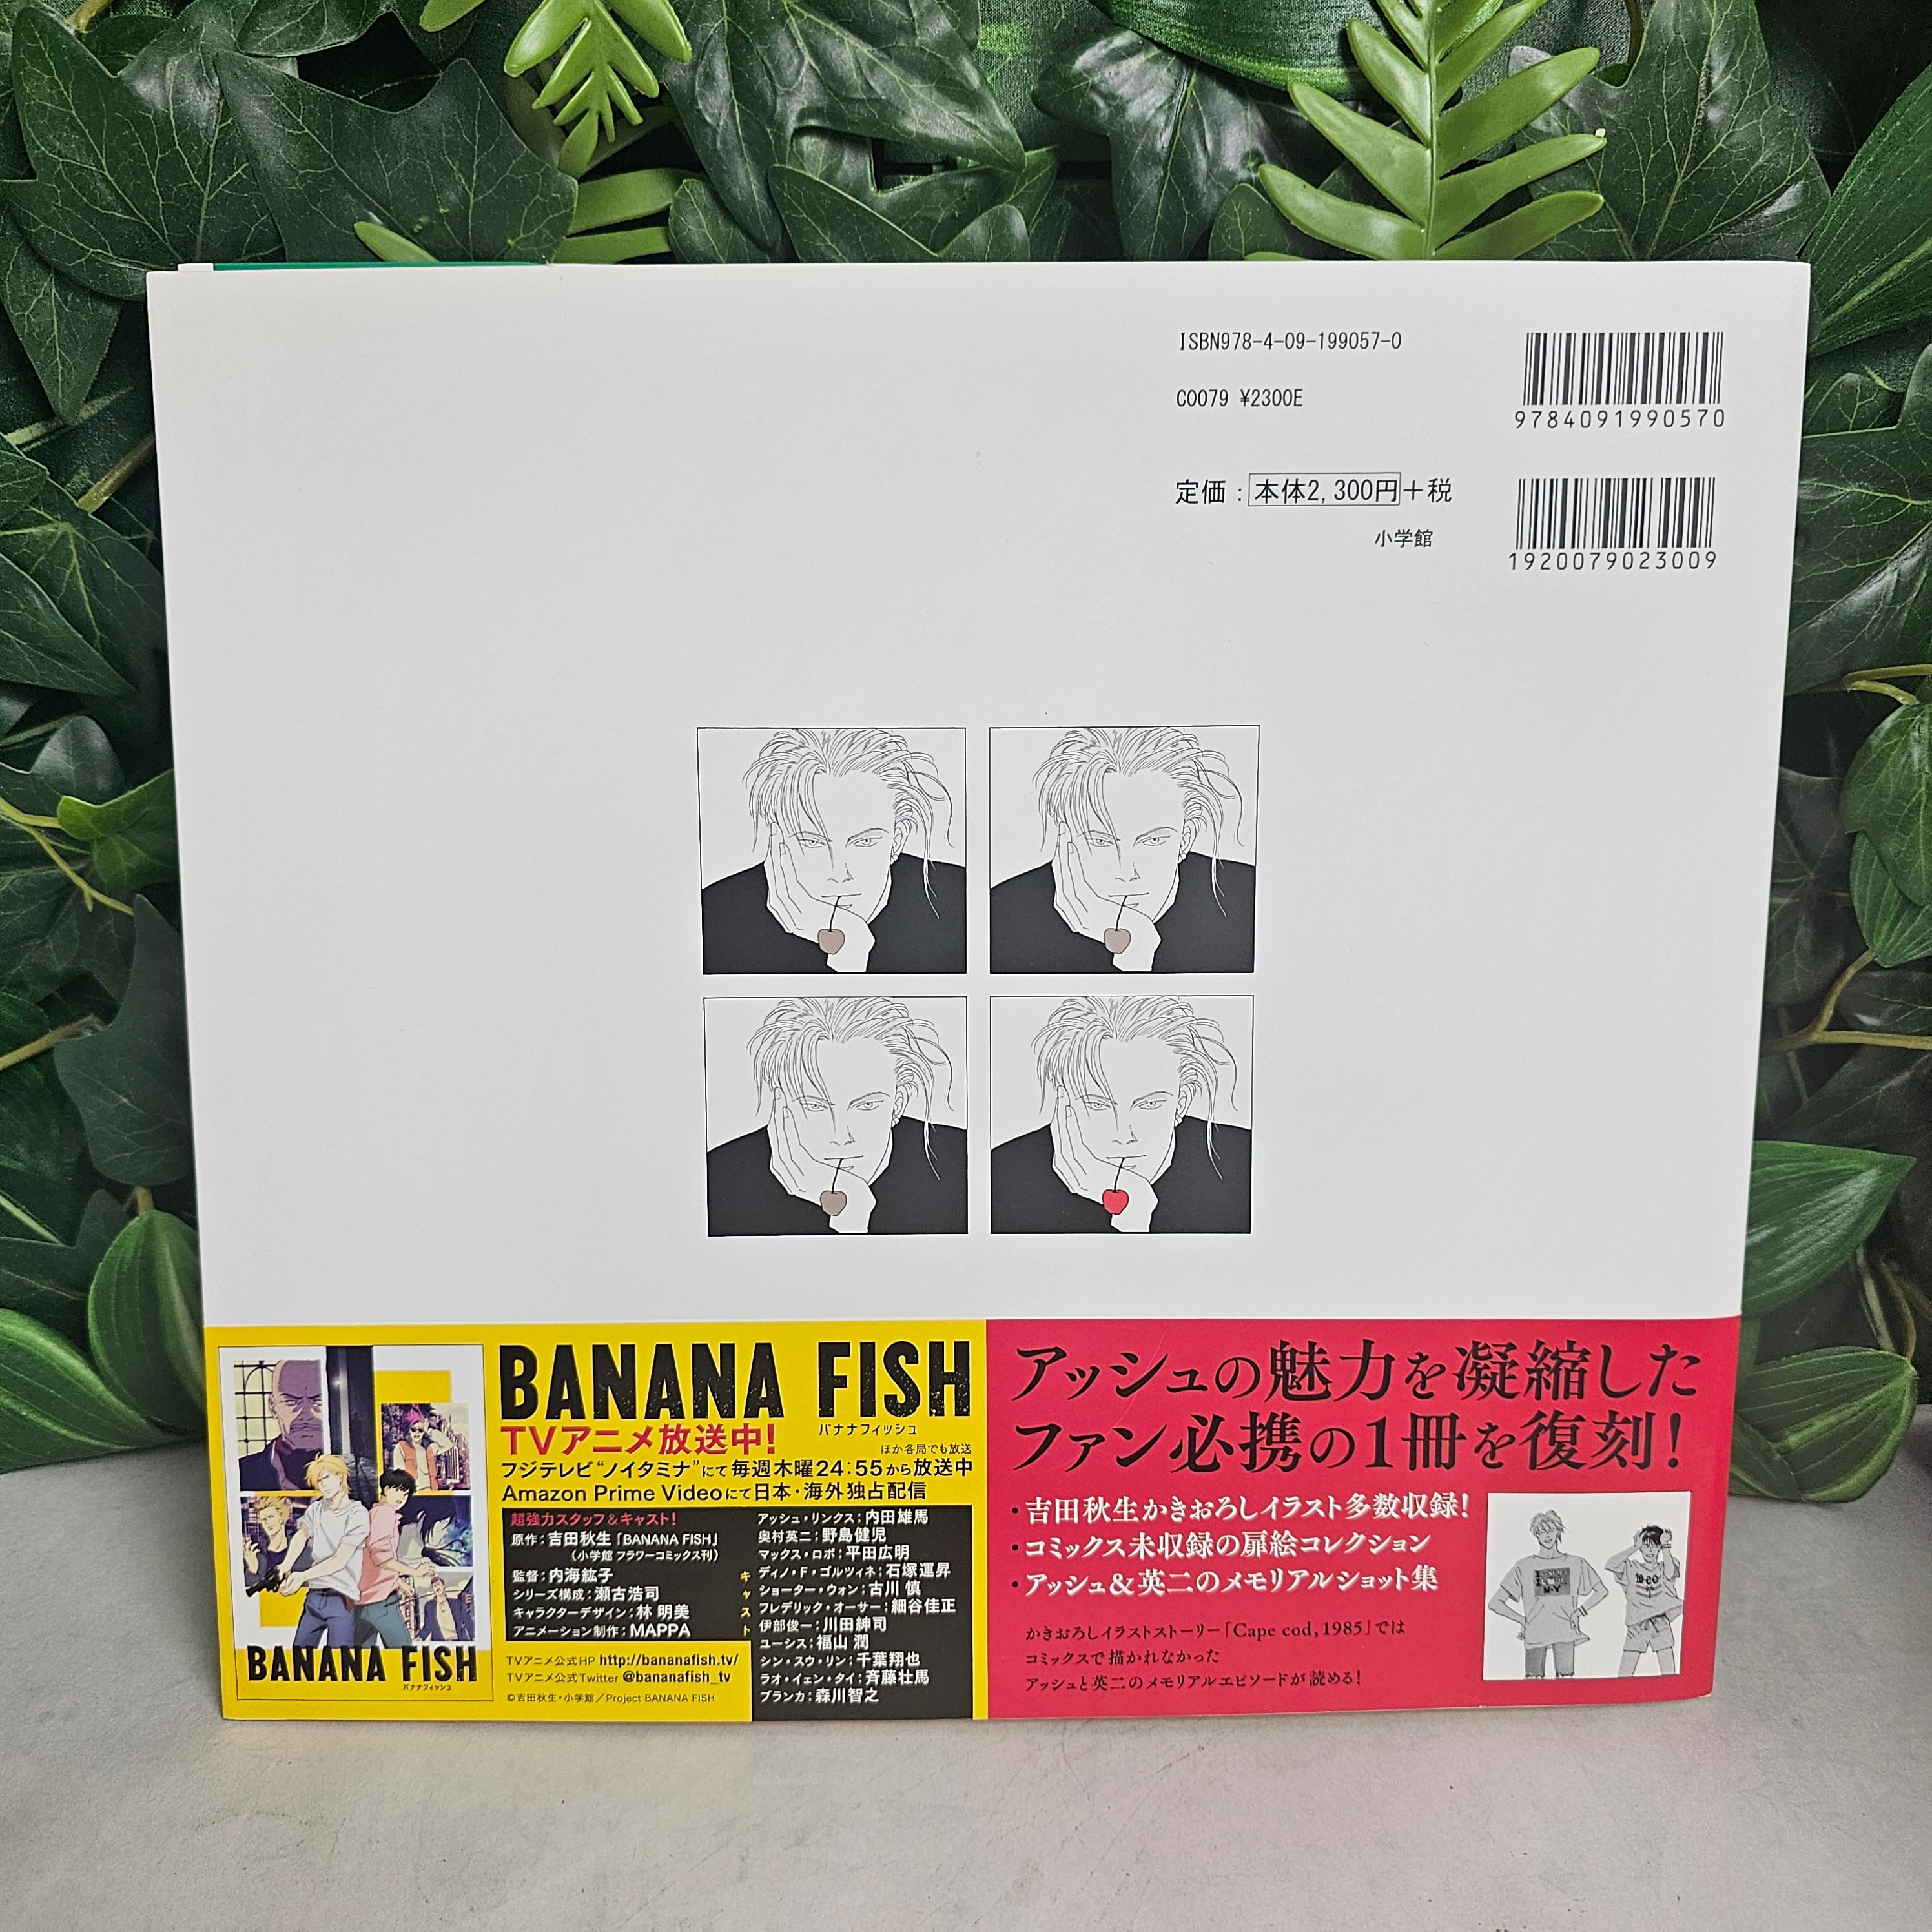 ISBN978-4-09-199057-0
C0079 ¥2300E
9784091990570
定価：本体2,300円＋税
小学館
1920079023009
BANANA FISH
バナナフィッシュ
BANANA FISH
バナナフィッシュ
TVアニメ放送中！
ほか各局でも放送
フジテレビ“ノイタミナ”にて毎週木曜24：55から放送中
Amazon Prime Videoにて日本・海外独占配信
超強力スタッフ＆キャスト！
原作：吉田秋生「BANANA FISH」
（小学館 フラワーコミックス刊）
監督：内海紘子
シリーズ構成：瀬古浩司
キャラクターデザイン：林 明美
アニメーション制作：MAPPA
キャスト
アッシュ・リンクス：内田雄馬
奥村英二：野島健児
マックス・ロボ：平田広明
ディノ・F・ゴルツィネ：石塚運昇
ショーター・ウォン：古川 慎
フレデリック・オーサー：細谷佳正
伊部俊一：川田紳司
ユーシス：福山 潤
シン・スウ・リン：千葉翔也
ラオ・イェン・タイ：斉藤壮馬
ブランカ：森川智之
TVアニメ公式HP http://bananafish.tv/
TVアニメ公式Twitter @bananafish_tv
©吉田秋生・小学館／Project BANANA FISH
アッシュの魅力を凝縮した
ファン必携の1冊を復刻！
・吉田秋生かきおろしイラスト多数収録！
・コミックス未収録の扉絵コレクション
・アッシュ＆英二のメモリアルショット集
かきおろしイラストストーリー「Cape cod, 1985」では
コミックスで描かれなかった
アッシュと英二のメモリアルエピソードが読める！